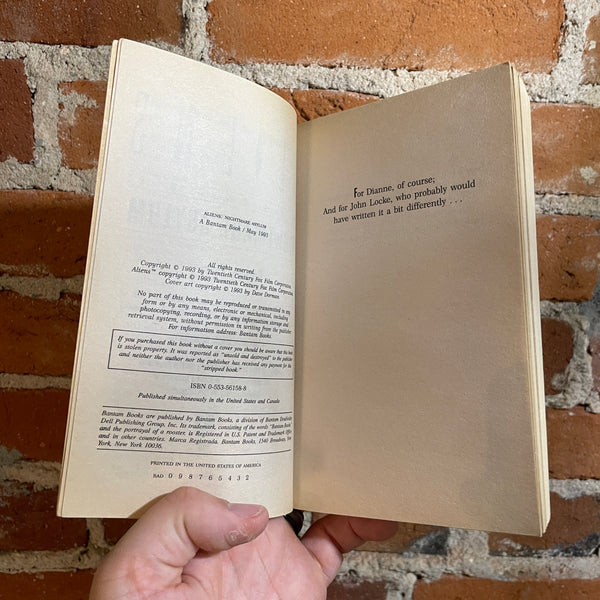 ALIENS: NIGHTMARE ASYLUM
A Bantam Book / May 1993
All rights reserved.
Copyright © 1993 by Twentieth Century Fox Film Corporation.
Aliens™ copyright © 1993 Twentieth Century Fox Film Corporation.
Cover art copyright © 1993 by Dave Dorman.
No part of this book may be reproduced or transmitted in any
form or by any means, electronic or mechanical, including
photocopying, recording, or by any information storage and
retrieval system, without permission in writing from the publisher.
For information address: Bantam Books.
If you purchased this book without a cover you should be aware that this book
is stolen property. It was reported as "unsold and destroyed" to the publisher
and neither the author nor the publisher has received any payment for this
"stripped book."
ISBN 0-553-56158-8
Published simultaneously in the United States and Canada
Bantam Books are published by Bantam Books, a division of Bantam Doubleday
Dell Publishing Group, Inc. Its trademark, consisting of the words "Bantam Books"
and the portrayal of a rooster, is Registered in U.S. Patent and Trademark Office
and in other countries. Marca Registrada. Bantam Books, 1540 Broadway, New
York, New York 10036.
PRINTED IN THE UNITED STATES OF AMERICA
RAD 0 9 8 7 6 5 4 3 2
For Dianne, of course;
And for John Locke, who probably would
have written it a bit differently . . .